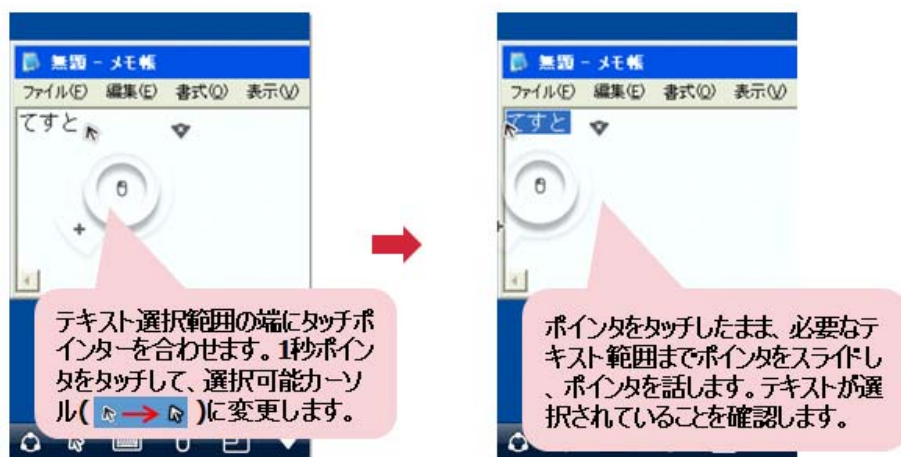 無題 - メモ帳
ファイル(F) 編集(E) 書式(O) 表示(V)
てすと
テキスト選択範囲の端にタッチポ
インターを合わせます。1秒ポイン
タをタッチして、選択可能カーソ
ル( → )に変更します。
無題 - メモ帳
ファイル(F) 編集(E) 書式(O) 表示(V)
てすと
ポインタをタッチしたまま、必要なテ
キスト範囲までポインタをスライドし
、ポインタを話します。テキストが選
択されていることを確認します。